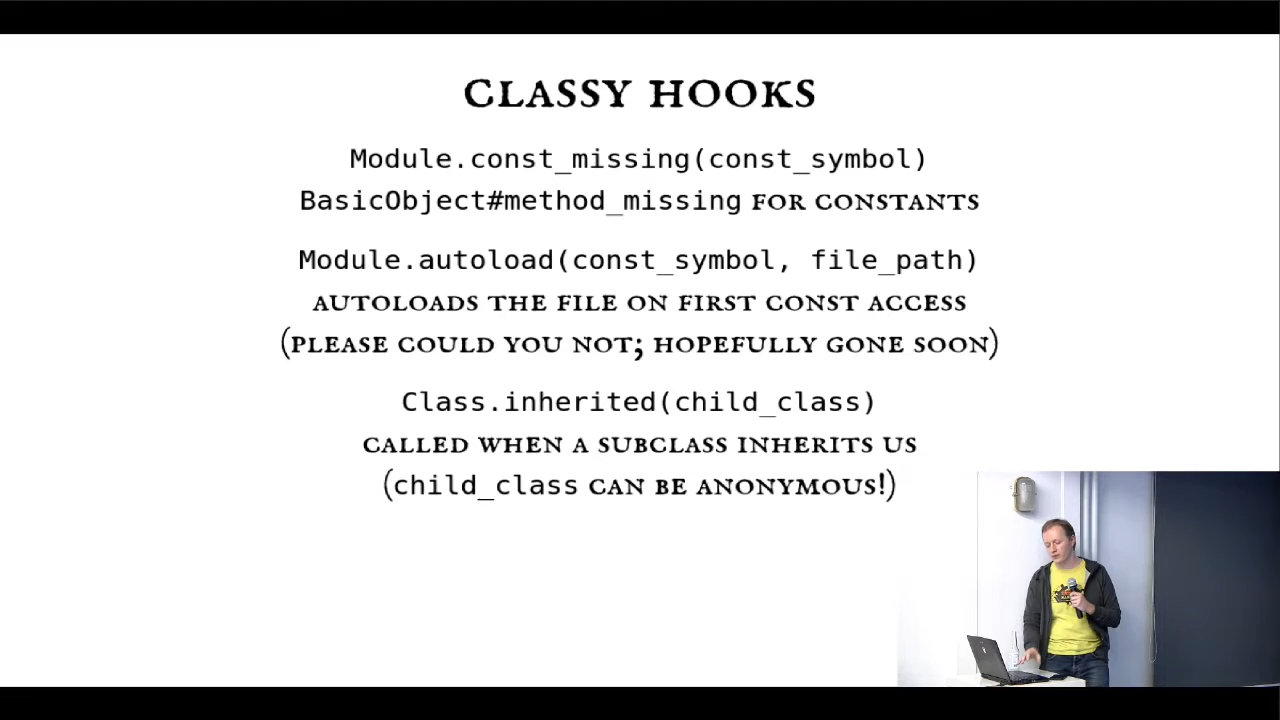 CLASSY HOOKS
Module.const_missing(const_symbol)
BasicObject#method_missing FOR CONSTANTS
Module.autoload(const_symbol, file_path)
AUTOLOADS THE FILE ON FIRST CONST ACCESS
(PLEASE COULD YOU NOT; HOPEFULLY GONE SOON)
Class.inherited(child_class)
CALLED WHEN A SUBCLASS INHERITS US
(child_class CAN BE ANONYMOUS!)